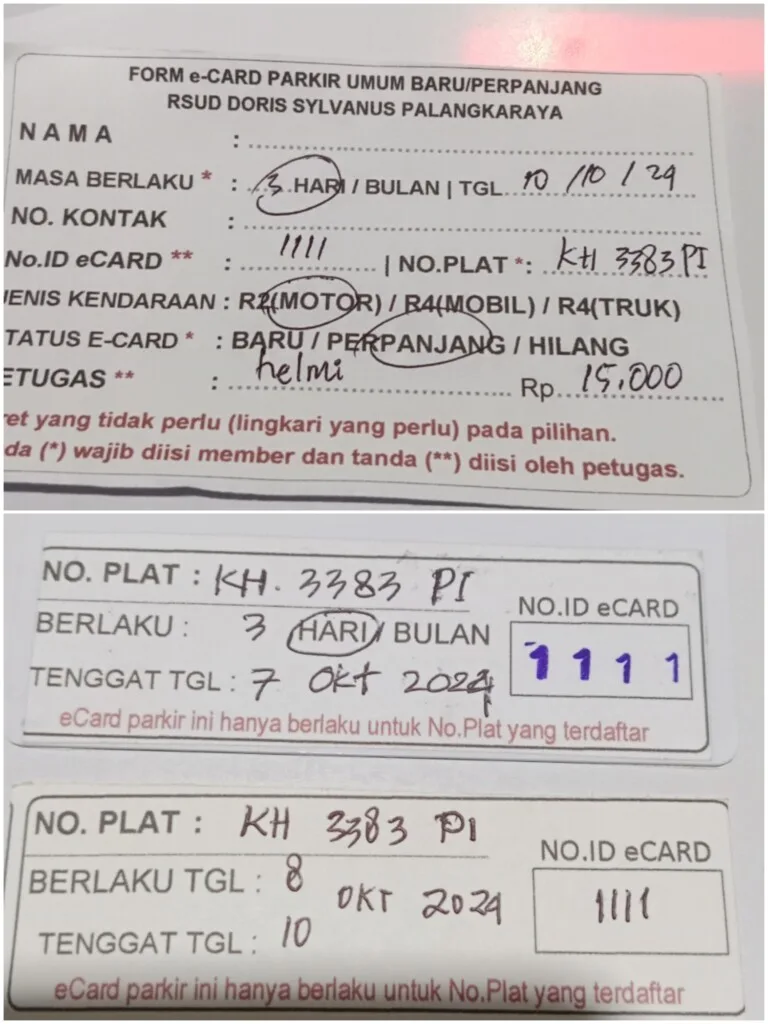 FORM e-CARD PARKIR UMUM BARU/PERPANJANG
RSUD DORIS SYLVANUS PALANGKARAYA
NAMA :
MASA BERLAKU * : 3 HARI / BULAN | TGL. 10 /10 / 24
NO. KONTAK :
No.ID eCARD ** : 1111 | NO.PLAT *: KH 3383 PI
JENIS KENDARAAN : R2(MOTOR) / R4(MOBIL) / R4(TRUK)
TATUS E-CARD * : BARU / PERPANJANG / HILANG
ETUGAS ** : helmi Rp. 15.000
ret yang tidak perlu (lingkari yang perlu) pada pilihan.
da (*) wajib diisi member dan tanda (**) diisi oleh petugas.
NO. PLAT : KH. 3383 PI
NO.ID eCARD
BERLAKU : 3 HARI / BULAN
1111
TENGGAT TGL : 7 Okt 2024
eCard parkir ini hanya berlaku untuk No.Plat yang terdaftar
NO. PLAT : KH 3383 PI
NO.ID eCARD
BERLAKU TGL : 8
OKT 2024
1111
TENGGAT TGL : 10
eCard parkir ini hanya berlaku untuk No.Plat yang terdaftar